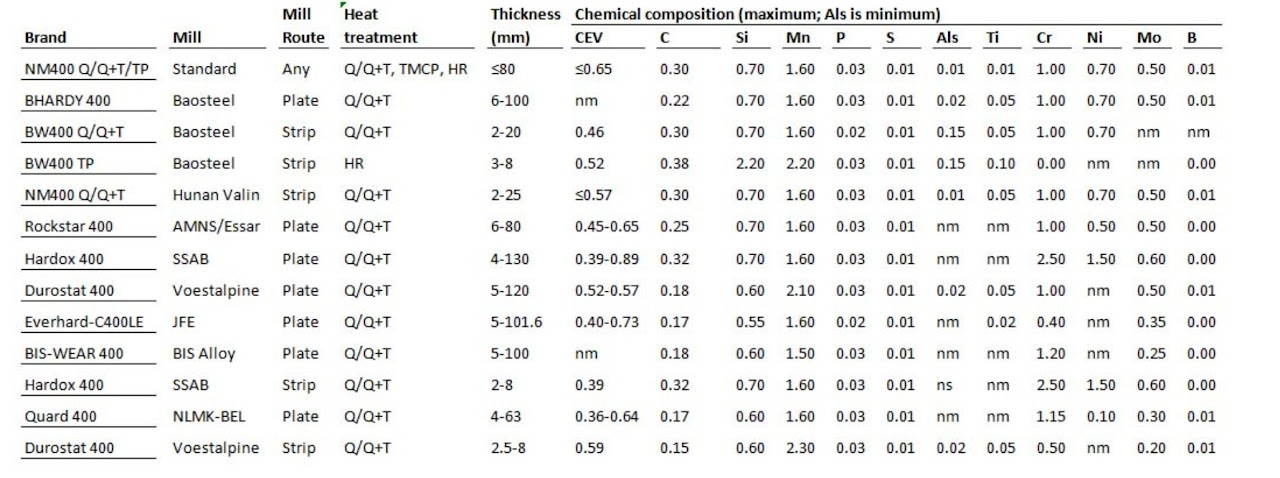 Mill Heat Thickness Chemical composition (maximum; Als is minimum)
Brand Mill Route treatment (mm) CEV C Si Mn P S Als Ti Cr Ni Mo B
NM400 Q/Q+T/TP Standard Any Q/Q+T, TMCP, HR ≤80 ≤0.65 0.30 0.70 1.60 0.03 0.01 0.01 0.01 1.00 0.70 0.50 0.01
BHARDY 400 Baosteel Plate Q/Q+T 6-100 nm 0.22 0.70 1.60 0.03 0.01 0.02 0.05 1.00 0.70 0.50 0.01
BW400 Q/Q+T Baosteel Strip Q/Q+T 2-20 0.46 0.30 0.70 1.60 0.02 0.01 0.15 0.05 1.00 0.70 nm nm
BW400 TP Baosteel Strip HR 3-8 0.52 0.38 2.20 2.20 0.03 0.01 0.15 0.10 0.00 nm nm 0.00
NM400 Q/Q+T Hunan Valin Strip Q/Q+T 2-25 ≤0.57 0.30 0.70 1.60 0.03 0.01 0.01 0.05 1.00 0.70 0.50 0.01
Rockstar 400 AMNS/Essar Plate Q/Q+T 6-80 0.45-0.65 0.25 0.70 1.60 0.03 0.01 nm nm 1.00 0.50 0.50 0.00
Hardox 400 SSAB Plate Q/Q+T 4-130 0.39-0.89 0.32 0.70 1.60 0.03 0.01 nm nm 2.50 1.50 0.60 0.00
Durostat 400 Voestalpine Plate Q/Q+T 5-120 0.52-0.57 0.18 0.60 2.10 0.03 0.01 0.02 0.05 1.00 nm 0.50 0.01
Everhard-C400LE JFE Plate Q/Q+T 5-101.6 0.40-0.73 0.17 0.55 1.60 0.02 0.01 nm 0.02 0.40 nm 0.35 0.00
BIS-WEAR 400 BIS Alloy Plate Q/Q+T 5-100 nm 0.18 0.60 1.50 0.03 0.01 nm nm 1.20 nm 0.25 0.00
Hardox 400 SSAB Strip Q/Q+T 2-8 0.39 0.32 0.70 1.60 0.03 0.01 ns nm 2.50 1.50 0.60 0.00
Quard 400 NLMK-BEL Plate Q/Q+T 4-63 0.36-0.64 0.17 0.60 1.60 0.03 0.01 nm nm 1.15 0.10 0.30 0.01
Durostat 400 Voestalpine Strip Q/Q+T 2.5-8 0.59 0.15 0.60 2.30 0.03 0.01 0.02 0.05 0.50 nm 0.20 0.01